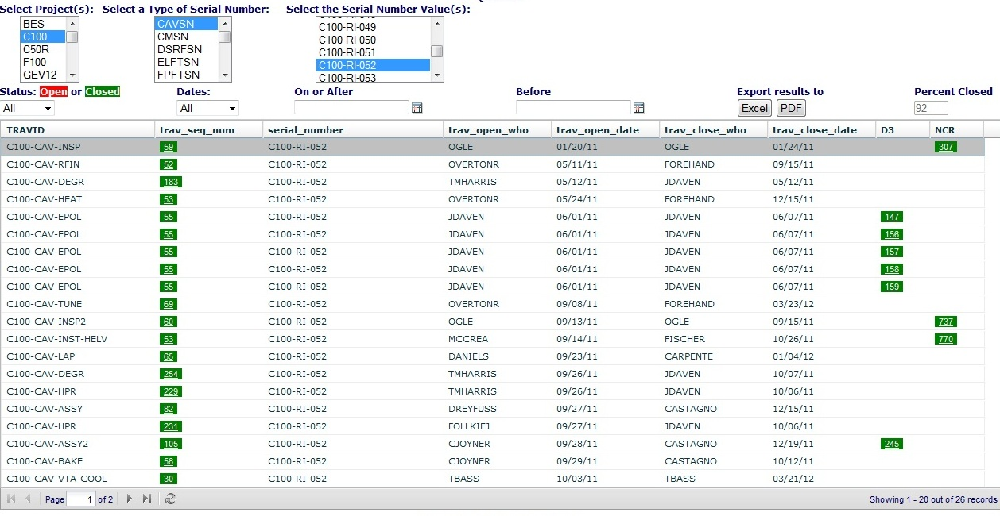 Select Project(s): Select a Type of Serial Number: Select the Serial Number Value(s):
BES
C100
C50R
F100
GEV12
CAVSN
CMSN
DSRFSN
ELFTSN
FPFTSN
C100-RI-049
C100-RI-050
C100-RI-051
C100-RI-052
C100-RI-053
Status: Open or Closed Dates: On or After Before Export results to Percent Closed
All All Excel PDF 92
TRAVID trav_seq_num serial_number trav_open_who trav_open_date trav_close_who trav_close_date D3 NCR
C100-CAV-INSP 59 C100-RI-052 OGLE 01/20/11 OGLE 01/24/11 307
C100-CAV-RFIN 52 C100-RI-052 OVERTONR 05/11/11 FOREHAND 09/15/11
C100-CAV-DEGR 183 C100-RI-052 TMHARRIS 05/12/11 JDAVEN 05/12/11
C100-CAV-HEAT 53 C100-RI-052 OVERTONR 05/24/11 FOREHAND 12/15/11
C100-CAV-EPOL 55 C100-RI-052 JDAVEN 06/01/11 JDAVEN 06/07/11 147
C100-CAV-EPOL 55 C100-RI-052 JDAVEN 06/01/11 JDAVEN 06/07/11 156
C100-CAV-EPOL 55 C100-RI-052 JDAVEN 06/01/11 JDAVEN 06/07/11 157
C100-CAV-EPOL 55 C100-RI-052 JDAVEN 06/01/11 JDAVEN 06/07/11 158
C100-CAV-EPOL 55 C100-RI-052 JDAVEN 06/01/11 JDAVEN 06/07/11 159
C100-CAV-TUNE 69 C100-RI-052 OVERTONR 09/08/11 FOREHAND 03/23/12
C100-CAV-INSP2 60 C100-RI-052 OGLE 09/13/11 OGLE 09/15/11 737
C100-CAV-INST-HELV 53 C100-RI-052 MCCREA 09/14/11 FISCHER 10/26/11 770
C100-CAV-LAP 65 C100-RI-052 DANIELS 09/23/11 CARPENTE 01/04/12
C100-CAV-DEGR 254 C100-RI-052 TMHARRIS 09/26/11 JDAVEN 10/07/11
C100-CAV-HPR 229 C100-RI-052 TMHARRIS 09/26/11 JDAVEN 10/06/11
C100-CAV-ASSY 82 C100-RI-052 DREYFUSS 09/27/11 CASTAGNO 12/15/11
C100-CAV-HPR 231 C100-RI-052 FOLLKIEJ 09/27/11 JDAVEN 10/06/11
C100-CAV-ASSY2 105 C100-RI-052 CJOYNER 09/28/11 CASTAGNO 12/19/11 245
C100-CAV-BAKE 56 C100-RI-052 CJOYNER 09/29/11 CASTAGNO 10/12/11
C100-CAV-VTA-COOL 30 C100-RI-052 TBASS 10/03/11 TBASS 03/21/12
Page 1 of 2 Showing 1 - 20 out of 26 records